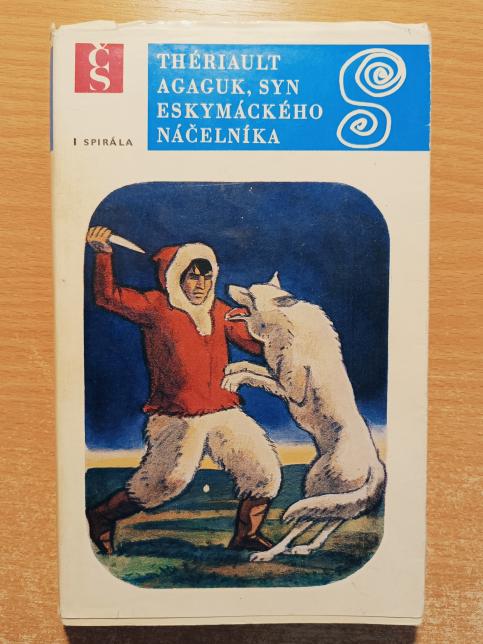 ČS
THÉRIAULT
AGAGUK, SYN
ESKYMÁCKÉHO
NÁČELNÍKA
I SPIRÁLA